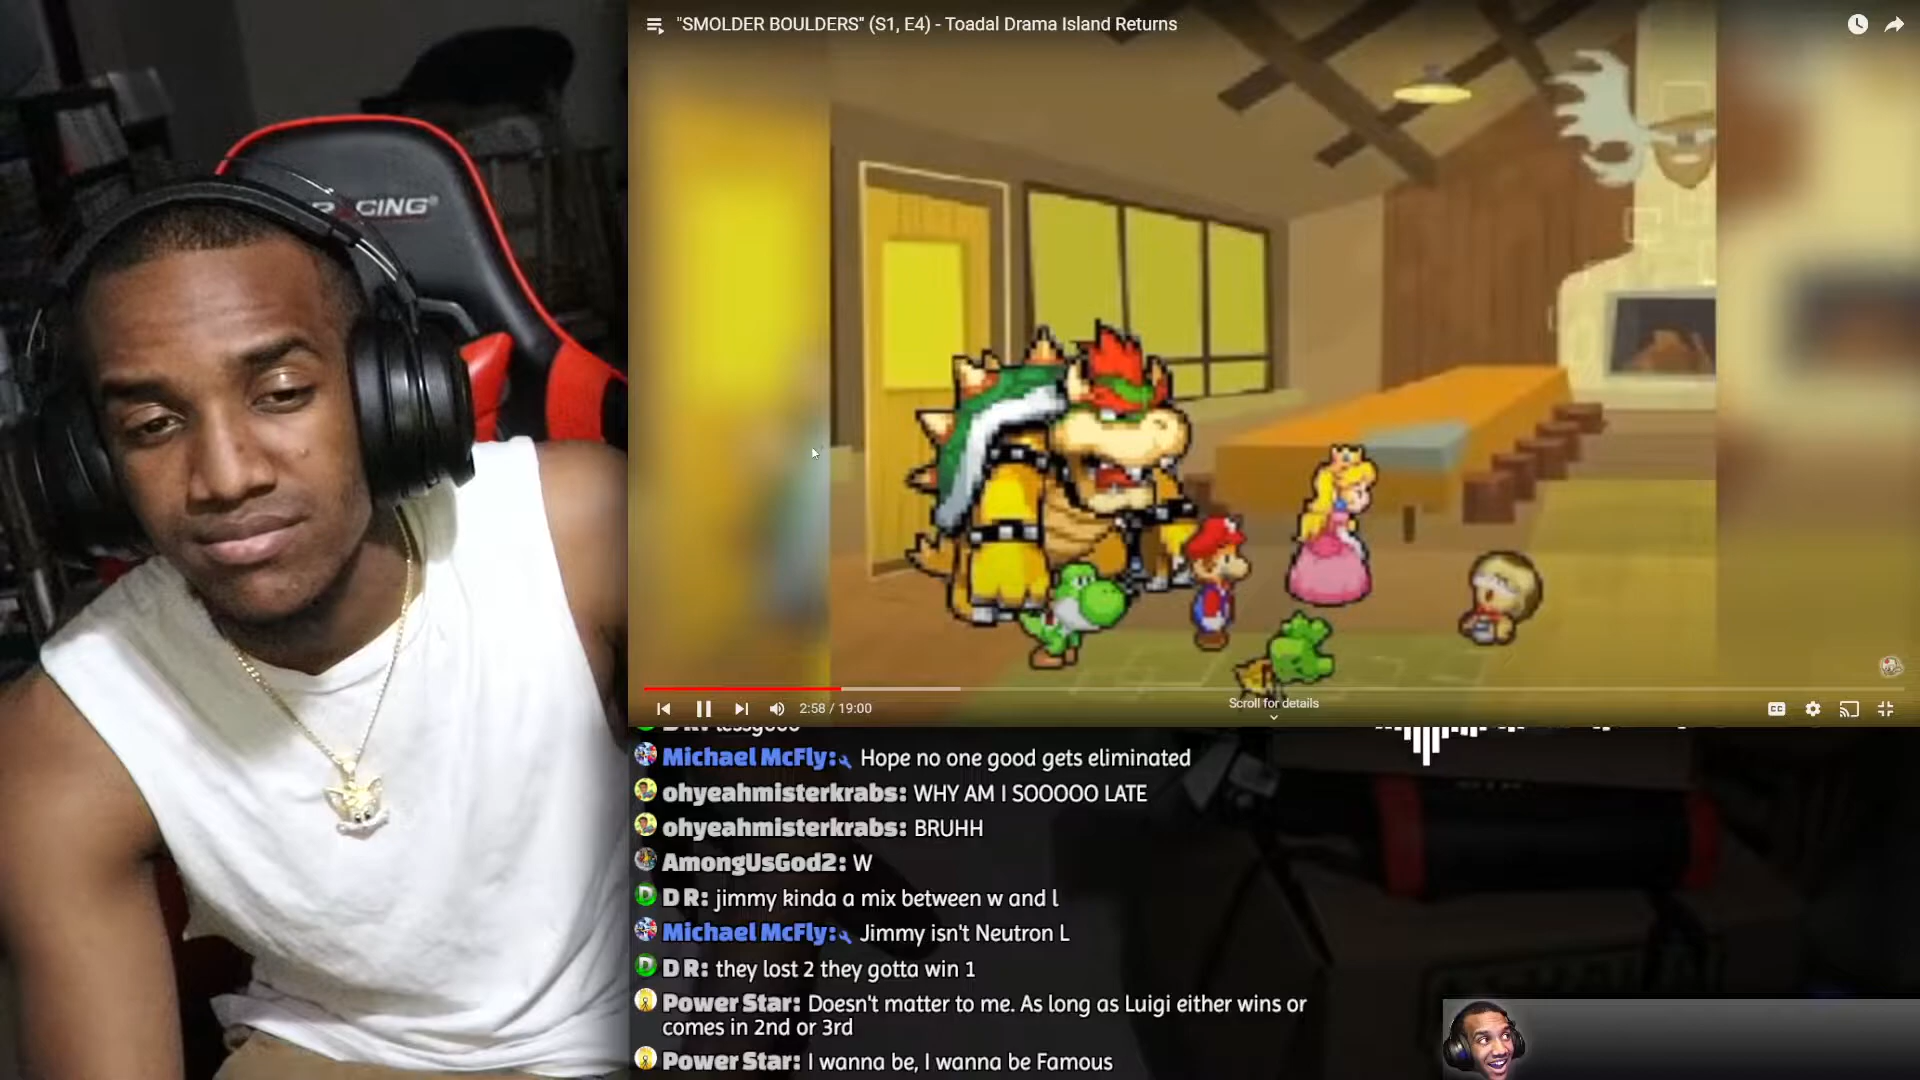 "SMOLDER BOULDERS" (S1, E4) - Toadal Drama Island Returns
CING
2:58 / 19:00
Scroll for details
CC
D R: lessgooo
Michael McFly: Hope no one good gets eliminated
ohyeahmisterkrabs: WHY AM I SOOOOO LATE
ohyeahmisterkrabs: BRUHH
AmongUsGod2: W
D R: jimmy kinda a mix between w and l
Michael McFly: Jimmy isn't Neutron L
D R: they lost 2 they gotta win 1
Power Star: Doesn't matter to me. As long as Luigi either wins or
comes in 2nd or 3rd
Power Star: I wanna be, I wanna be Famous